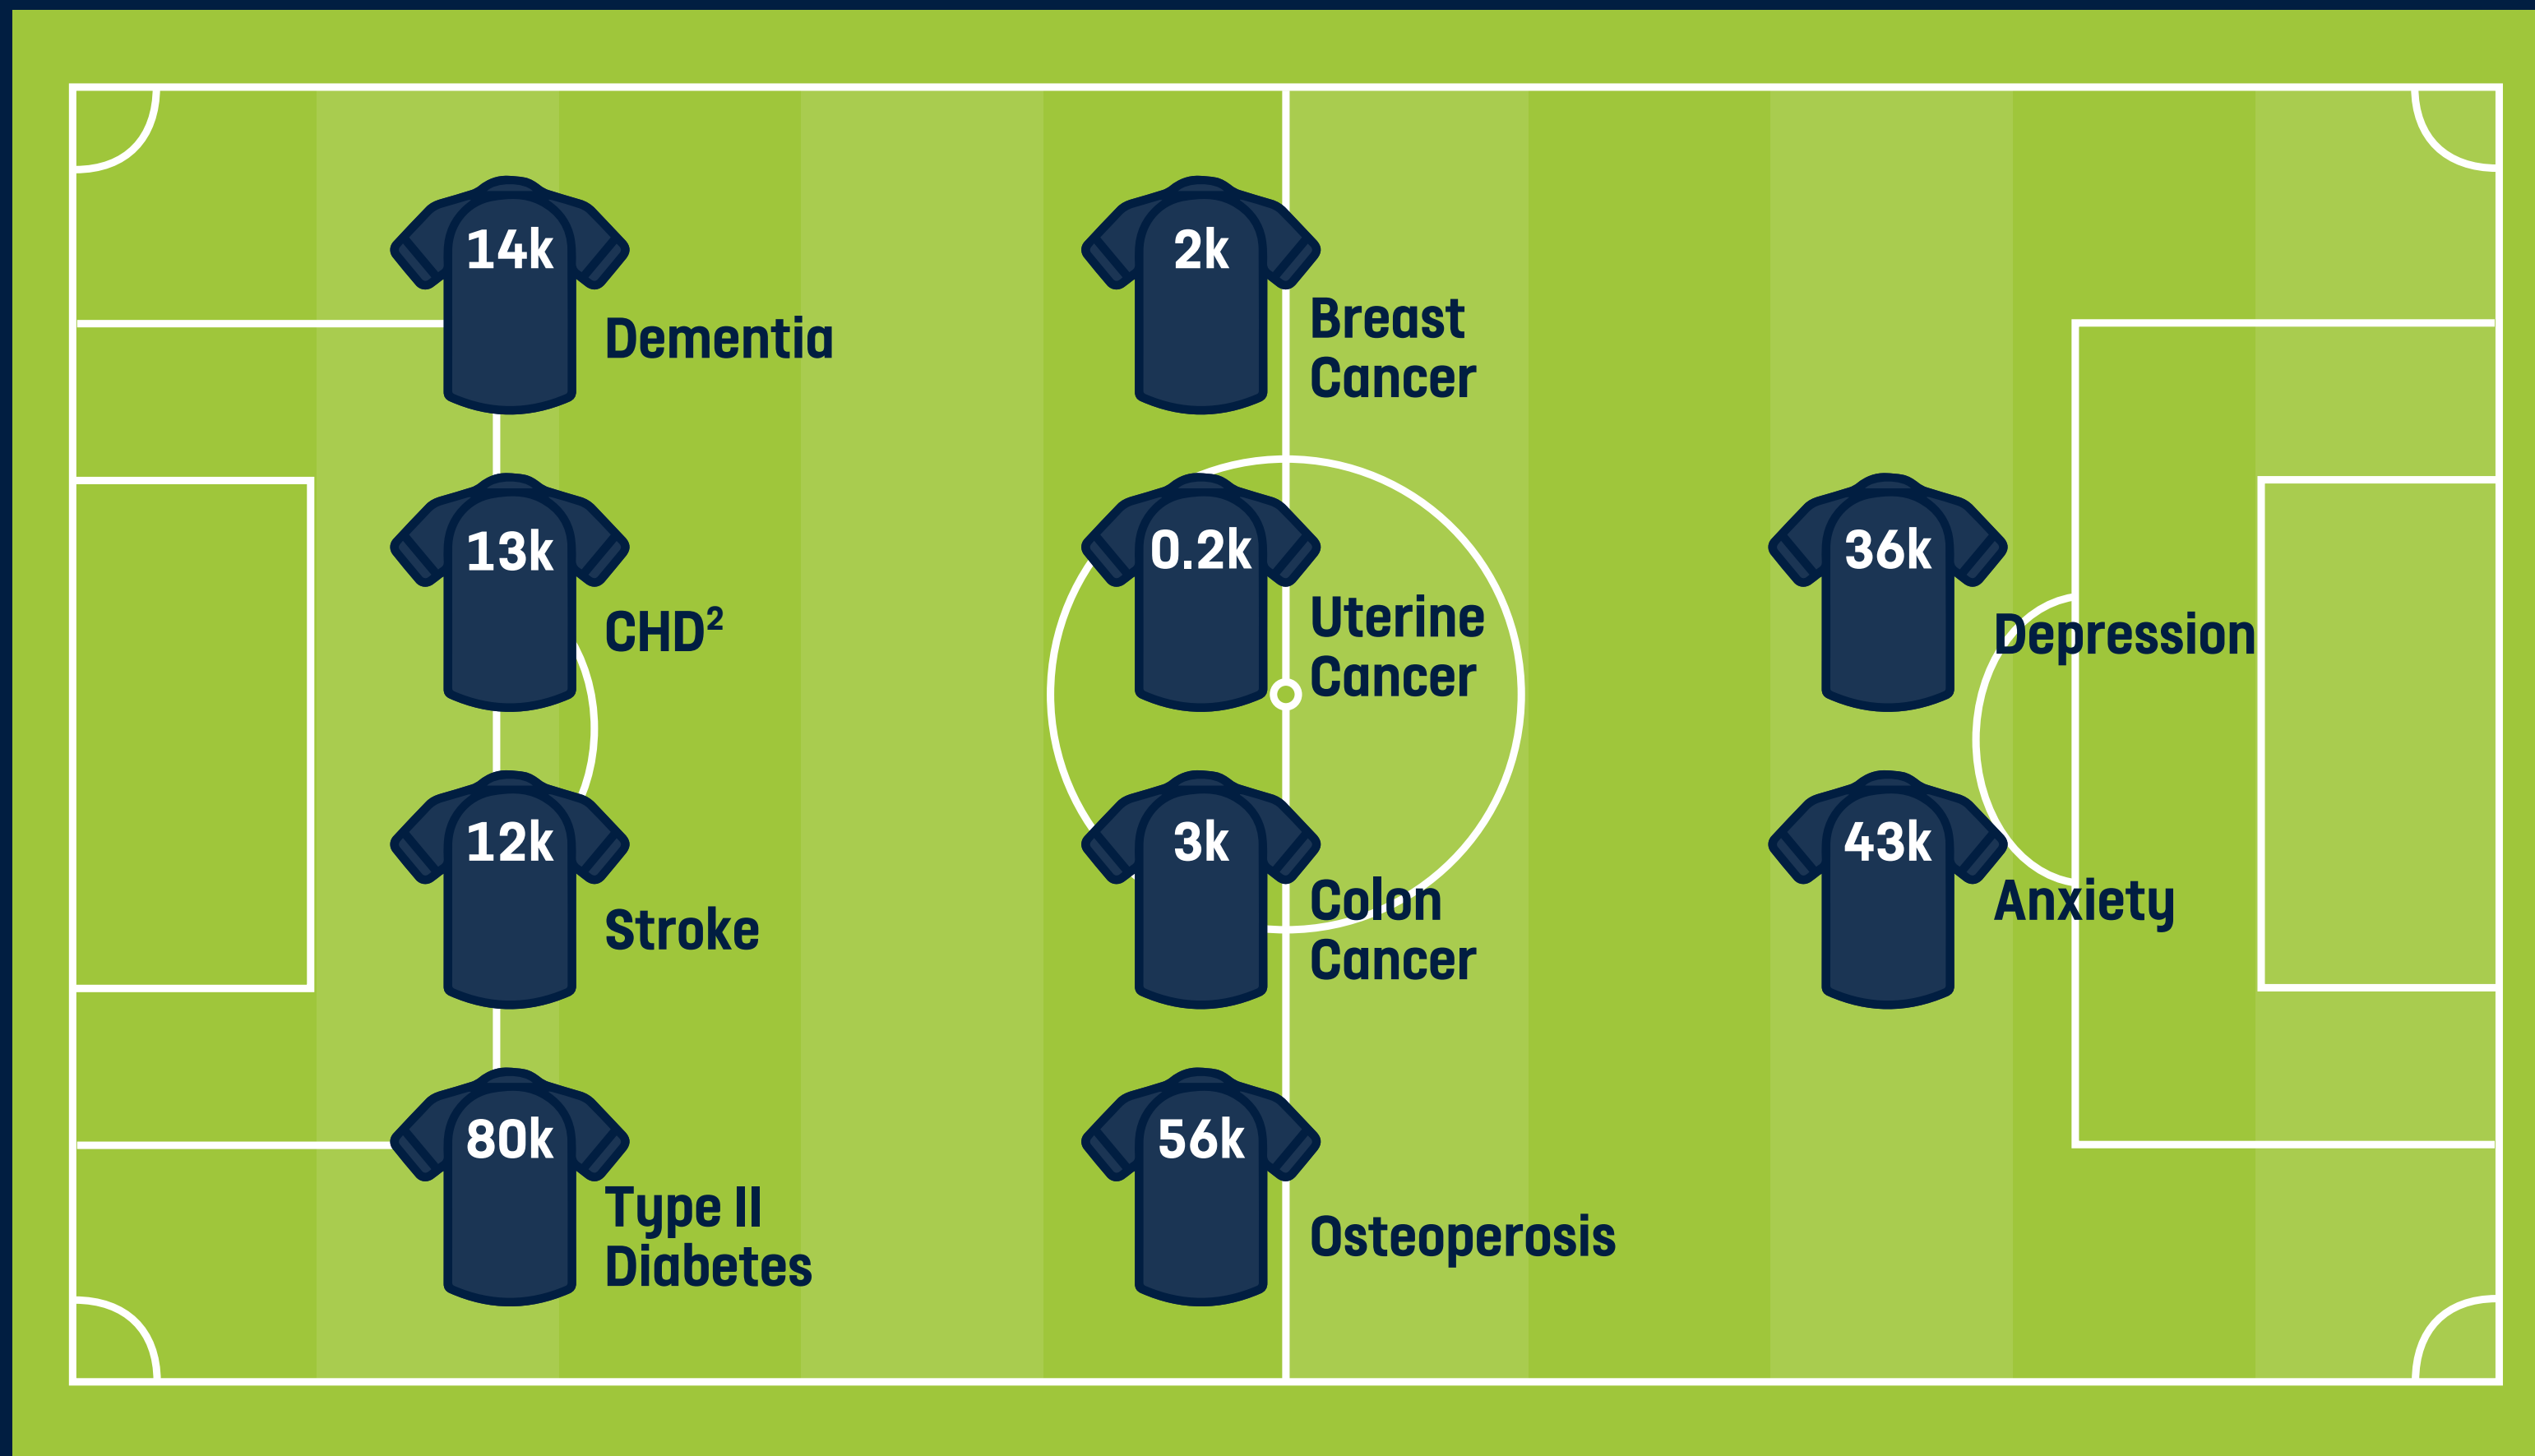 14k
Dementia
13k
CHD²
12k
Stroke
80k
Type II
Diabetes
2k
Breast
Cancer
0.2k
Uterine
Cancer
3k
Colon
Cancer
56k
Osteoperosis
36k
Depression
43k
Anxiety